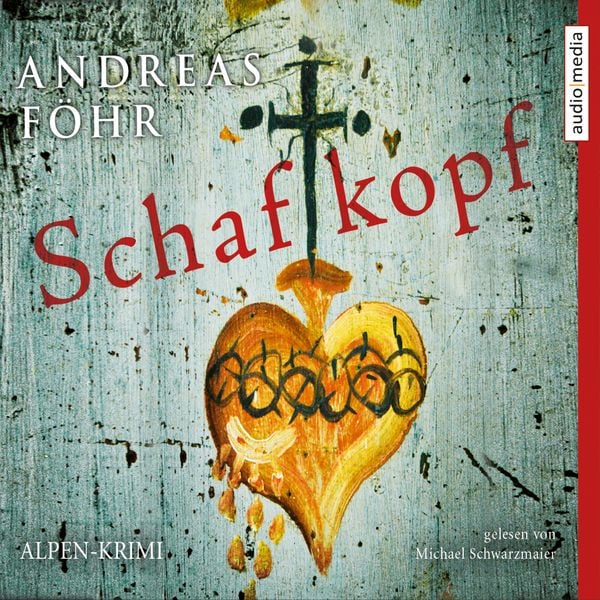 ANDREAS
FÖHR
audio|media
Schafkopf
ALPEN-KRIMI
gelesen von
Michael Schwarzmaier